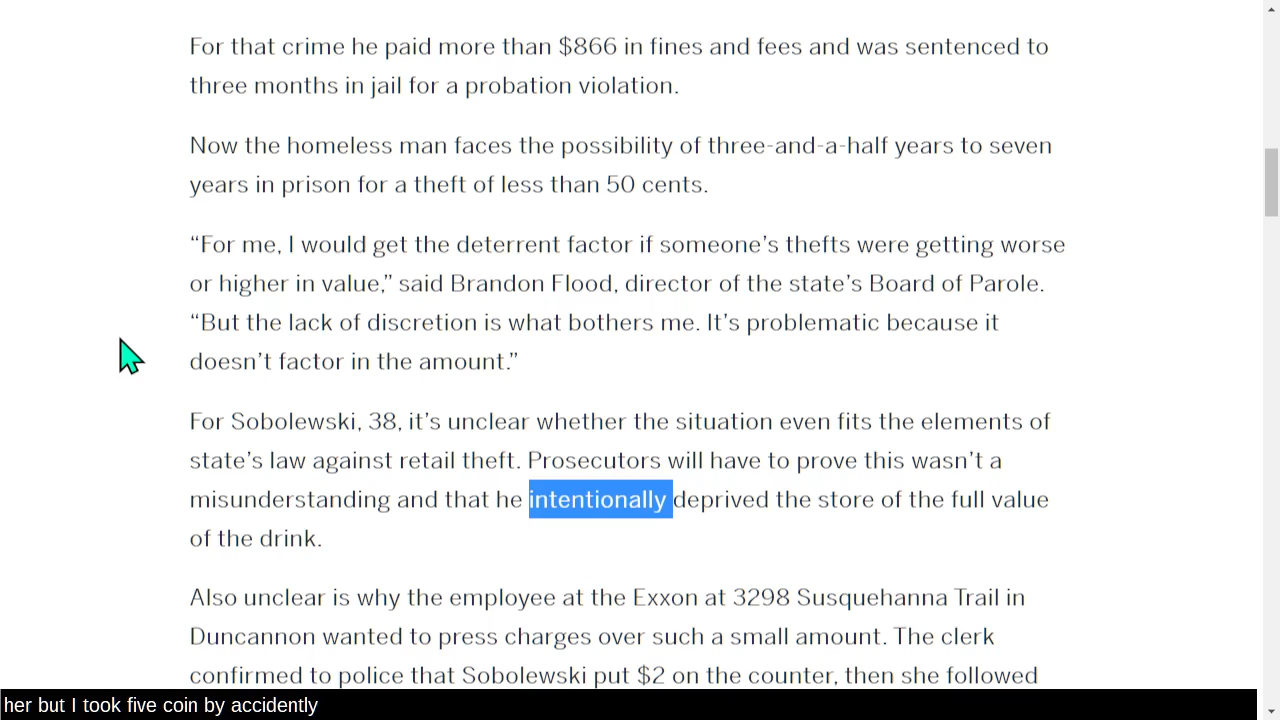 For that crime he paid more than $866 in fines and fees and was sentenced to
three months in jail for a probation violation.
Now the homeless man faces the possibility of three-and-a-half years to seven
years in prison for a theft of less than 50 cents.
“For me, I would get the deterrent factor if someone’s thefts were getting worse
or higher in value,” said Brandon Flood, director of the state’s Board of Parole.
“But the lack of discretion is what bothers me. It’s problematic because it
doesn’t factor in the amount.”
For Sobolewski, 38, it’s unclear whether the situation even fits the elements of
state’s law against retail theft. Prosecutors will have to prove this wasn’t a
misunderstanding and that he intentionally deprived the store of the full value
of the drink.
Also unclear is why the employee at the Exxon at 3298 Susquehanna Trail in
Duncannon wanted to press charges over such a small amount. The clerk
confirmed to police that Sobolewski put $2 on the counter, then she followed
her but I took five coin by accidently